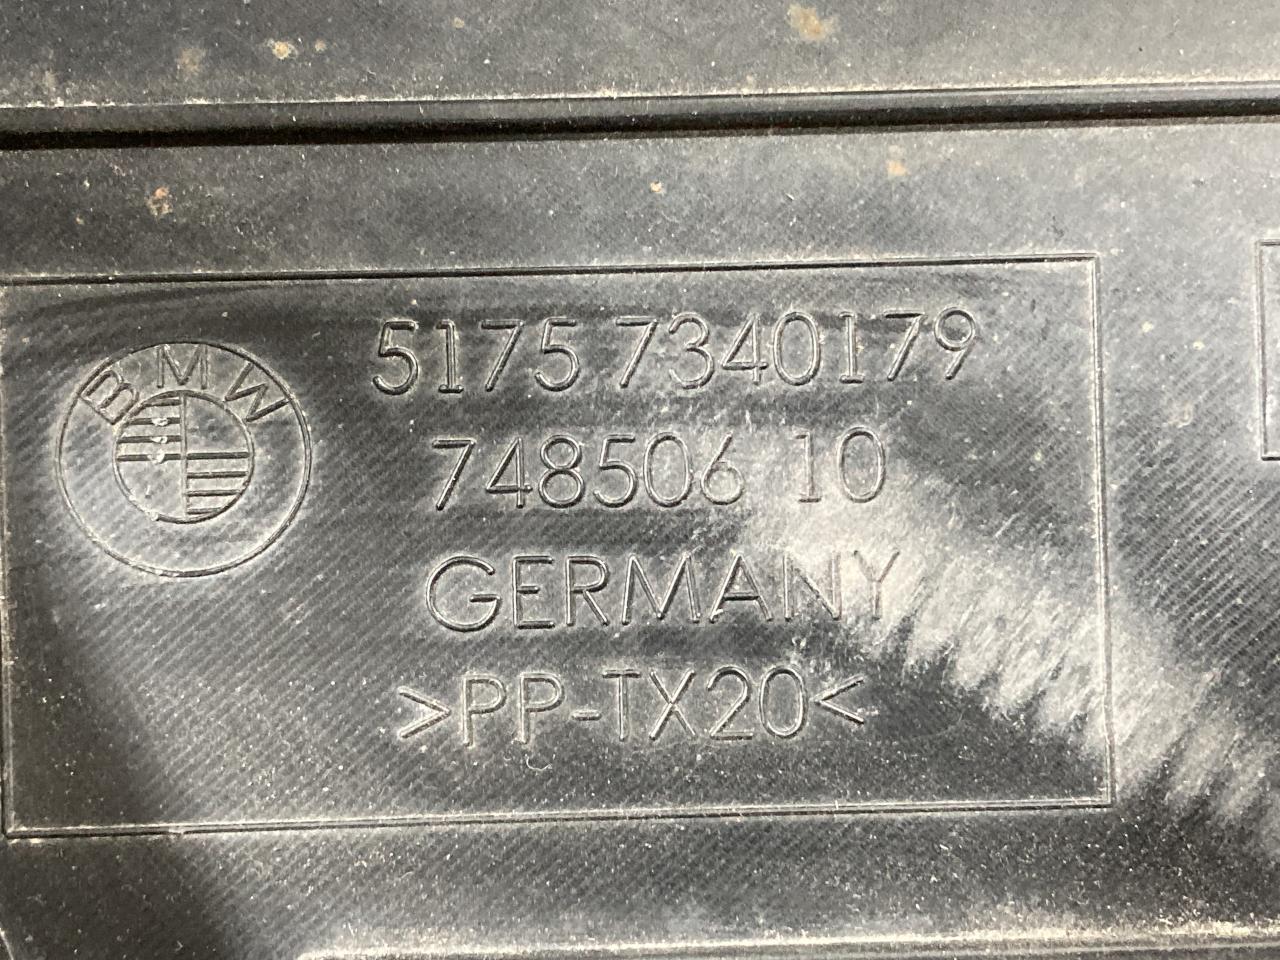 BMW
5175 7340179
748506 10
GERMANY
>PP-TX20<